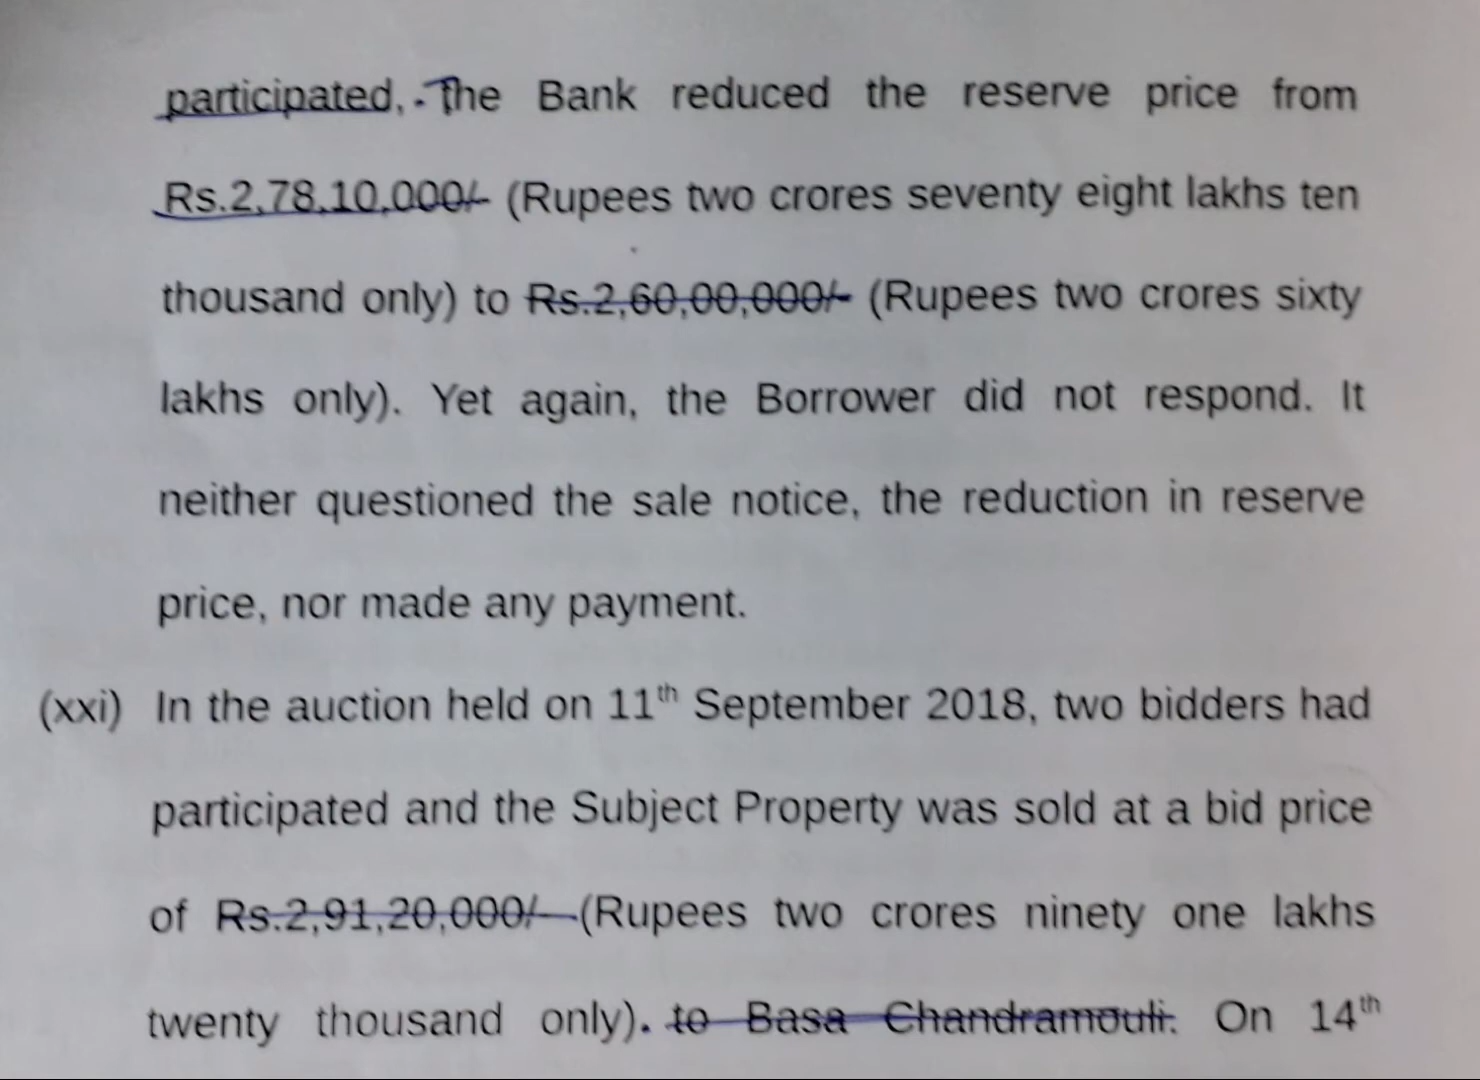 participated, . The Bank reduced the reserve price from
Rs.2,78,10,000/- (Rupees two crores seventy eight lakhs ten
thousand only) to Rs.2,60,00,000/- (Rupees two crores sixty
lakhs only). Yet again, the Borrower did not respond. It
neither questioned the sale notice, the reduction in reserve
price, nor made any payment.
(xxi) In the auction held on 11th September 2018, two bidders had
participated and the Subject Property was sold at a bid price
of Rs.2,91,20,000/- (Rupees two crores ninety one lakhs
twenty thousand only). to Basa Chandramouli. On 14th